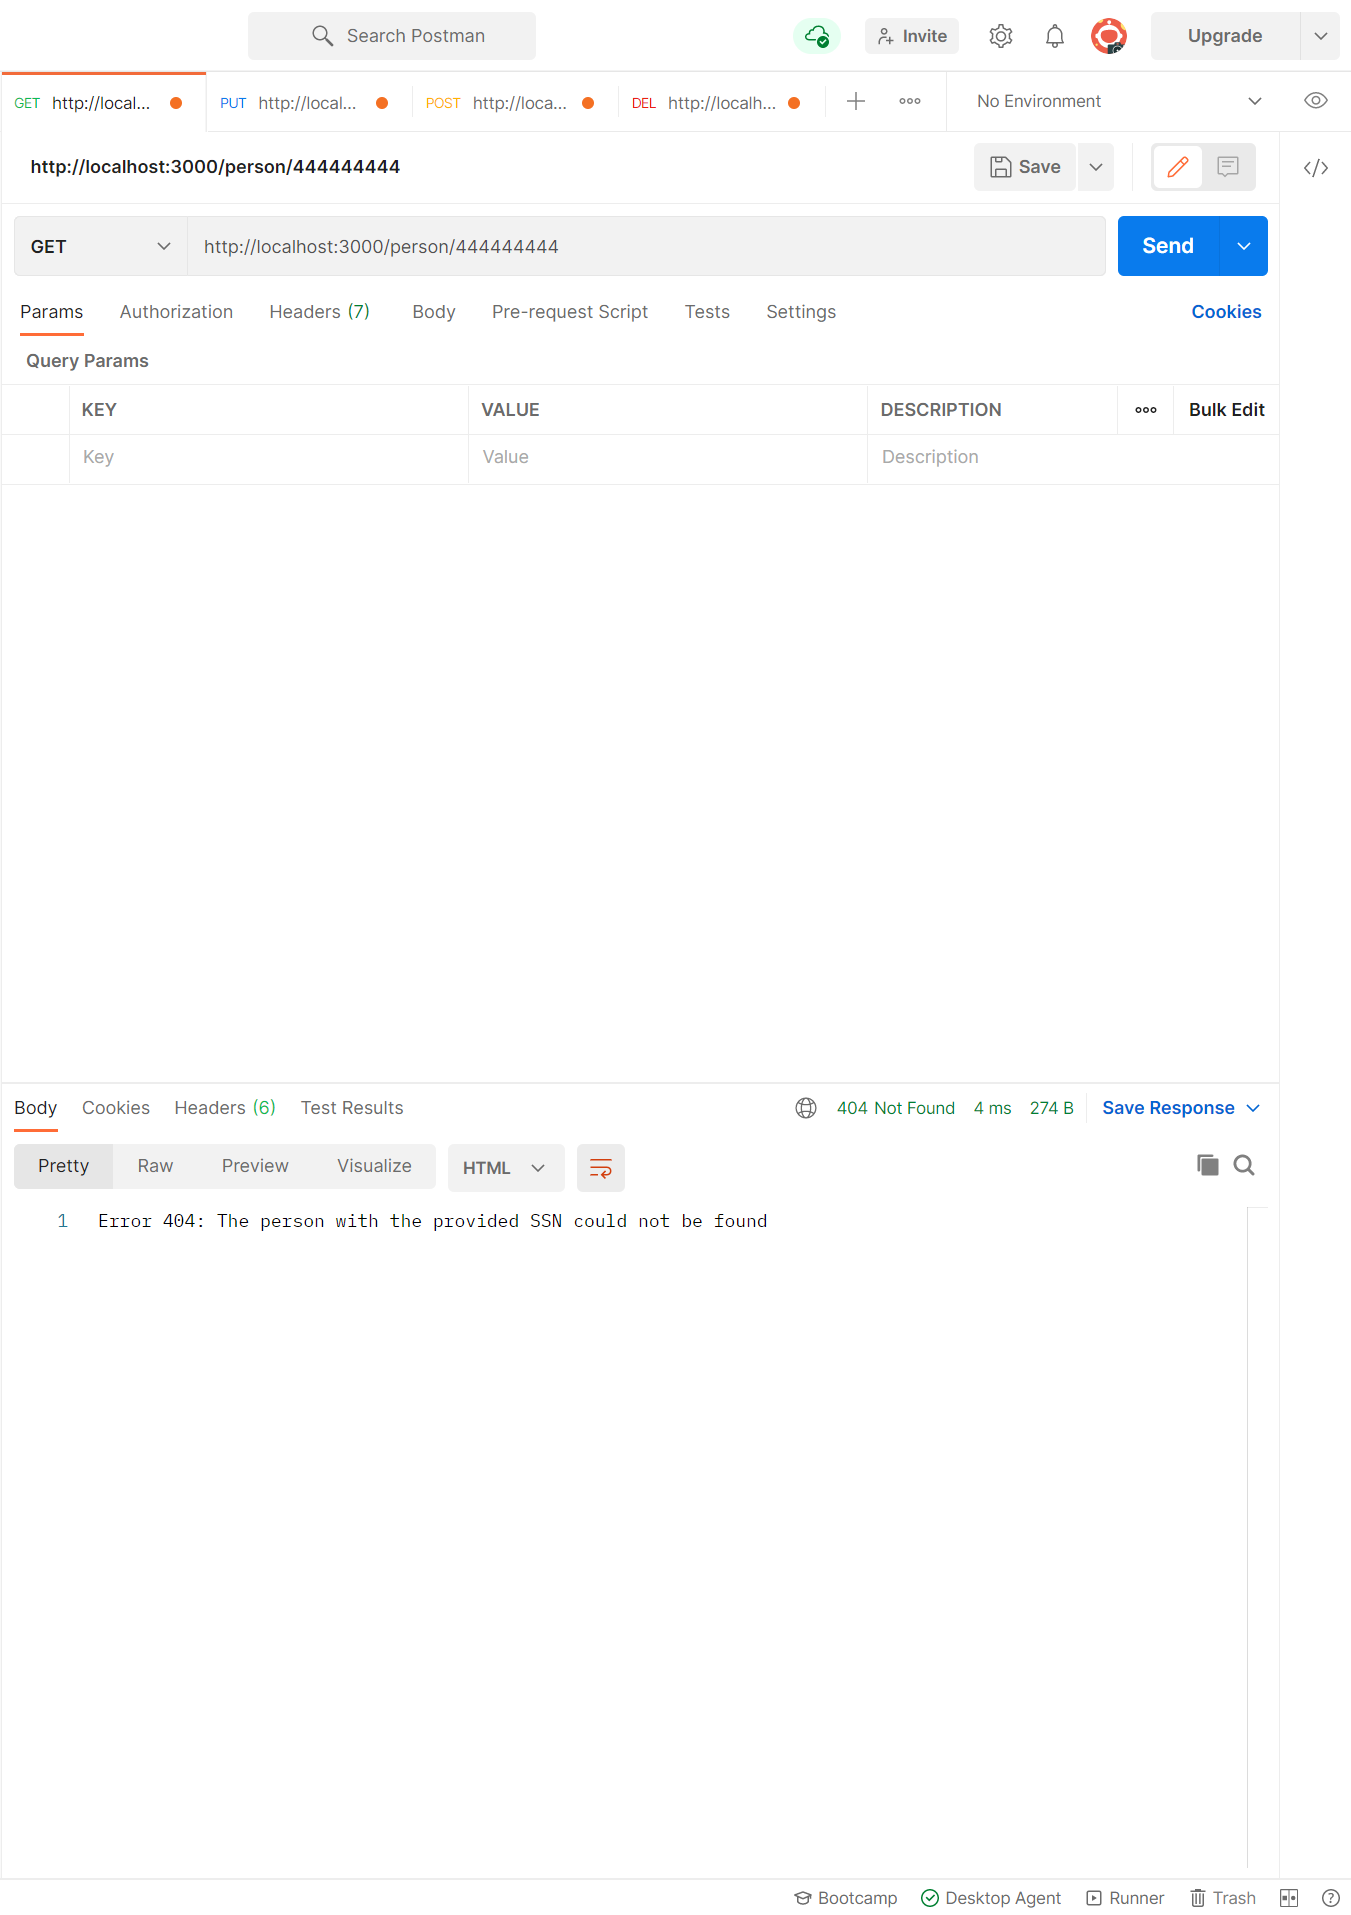 Search Postman
Invite
Upgrade
GET http://local...
PUT http://local...
POST http://loca...
DEL http://localh...
No Environment
http://localhost:3000/person/444444444
Save
GET
http://localhost:3000/person/444444444
Send
Params Authorization Headers (7) Body Pre-request Script Tests Settings Cookies
Query Params
KEY VALUE DESCRIPTION Bulk Edit
Key Value Description
Body Cookies Headers (6) Test Results 404 Not Found 4 ms 274 B Save Response
Pretty Raw Preview Visualize HTML
1 Error 404: The person with the provided SSN could not be found
Bootcamp Desktop Agent Runner Trash